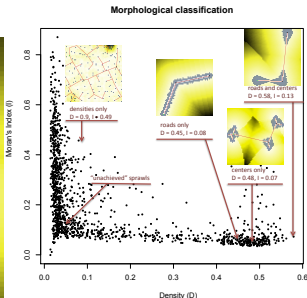 Morphological classification
Moran's Index (I)
0.8
0.6
0.4
0.2
0.0
densities only
D = 0.9, I = 0.49
roads only
D = 0.45, I = 0.08
roads and centers
D = 0.58, I = 0.13
centers only
D = 0.48, I = 0.07
"unachieved" sprawls
0.0 0.1 0.2 0.3 0.4 0.5 0.6
Density (D)